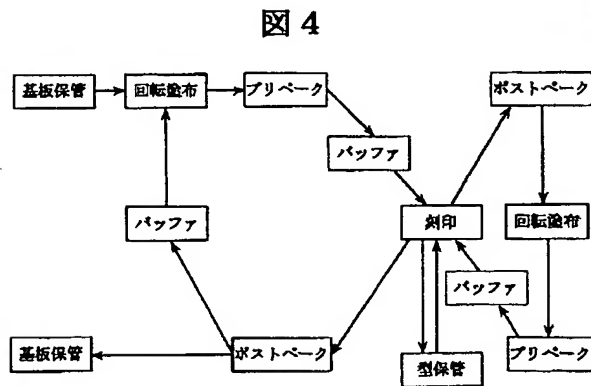 図4
基板保管
回転塗布
プリベーク
ポストベーク
バッファ
バッファ
刻印
回転塗布
バッファ
基板保管
ポストベーク
型保管
プリベーク